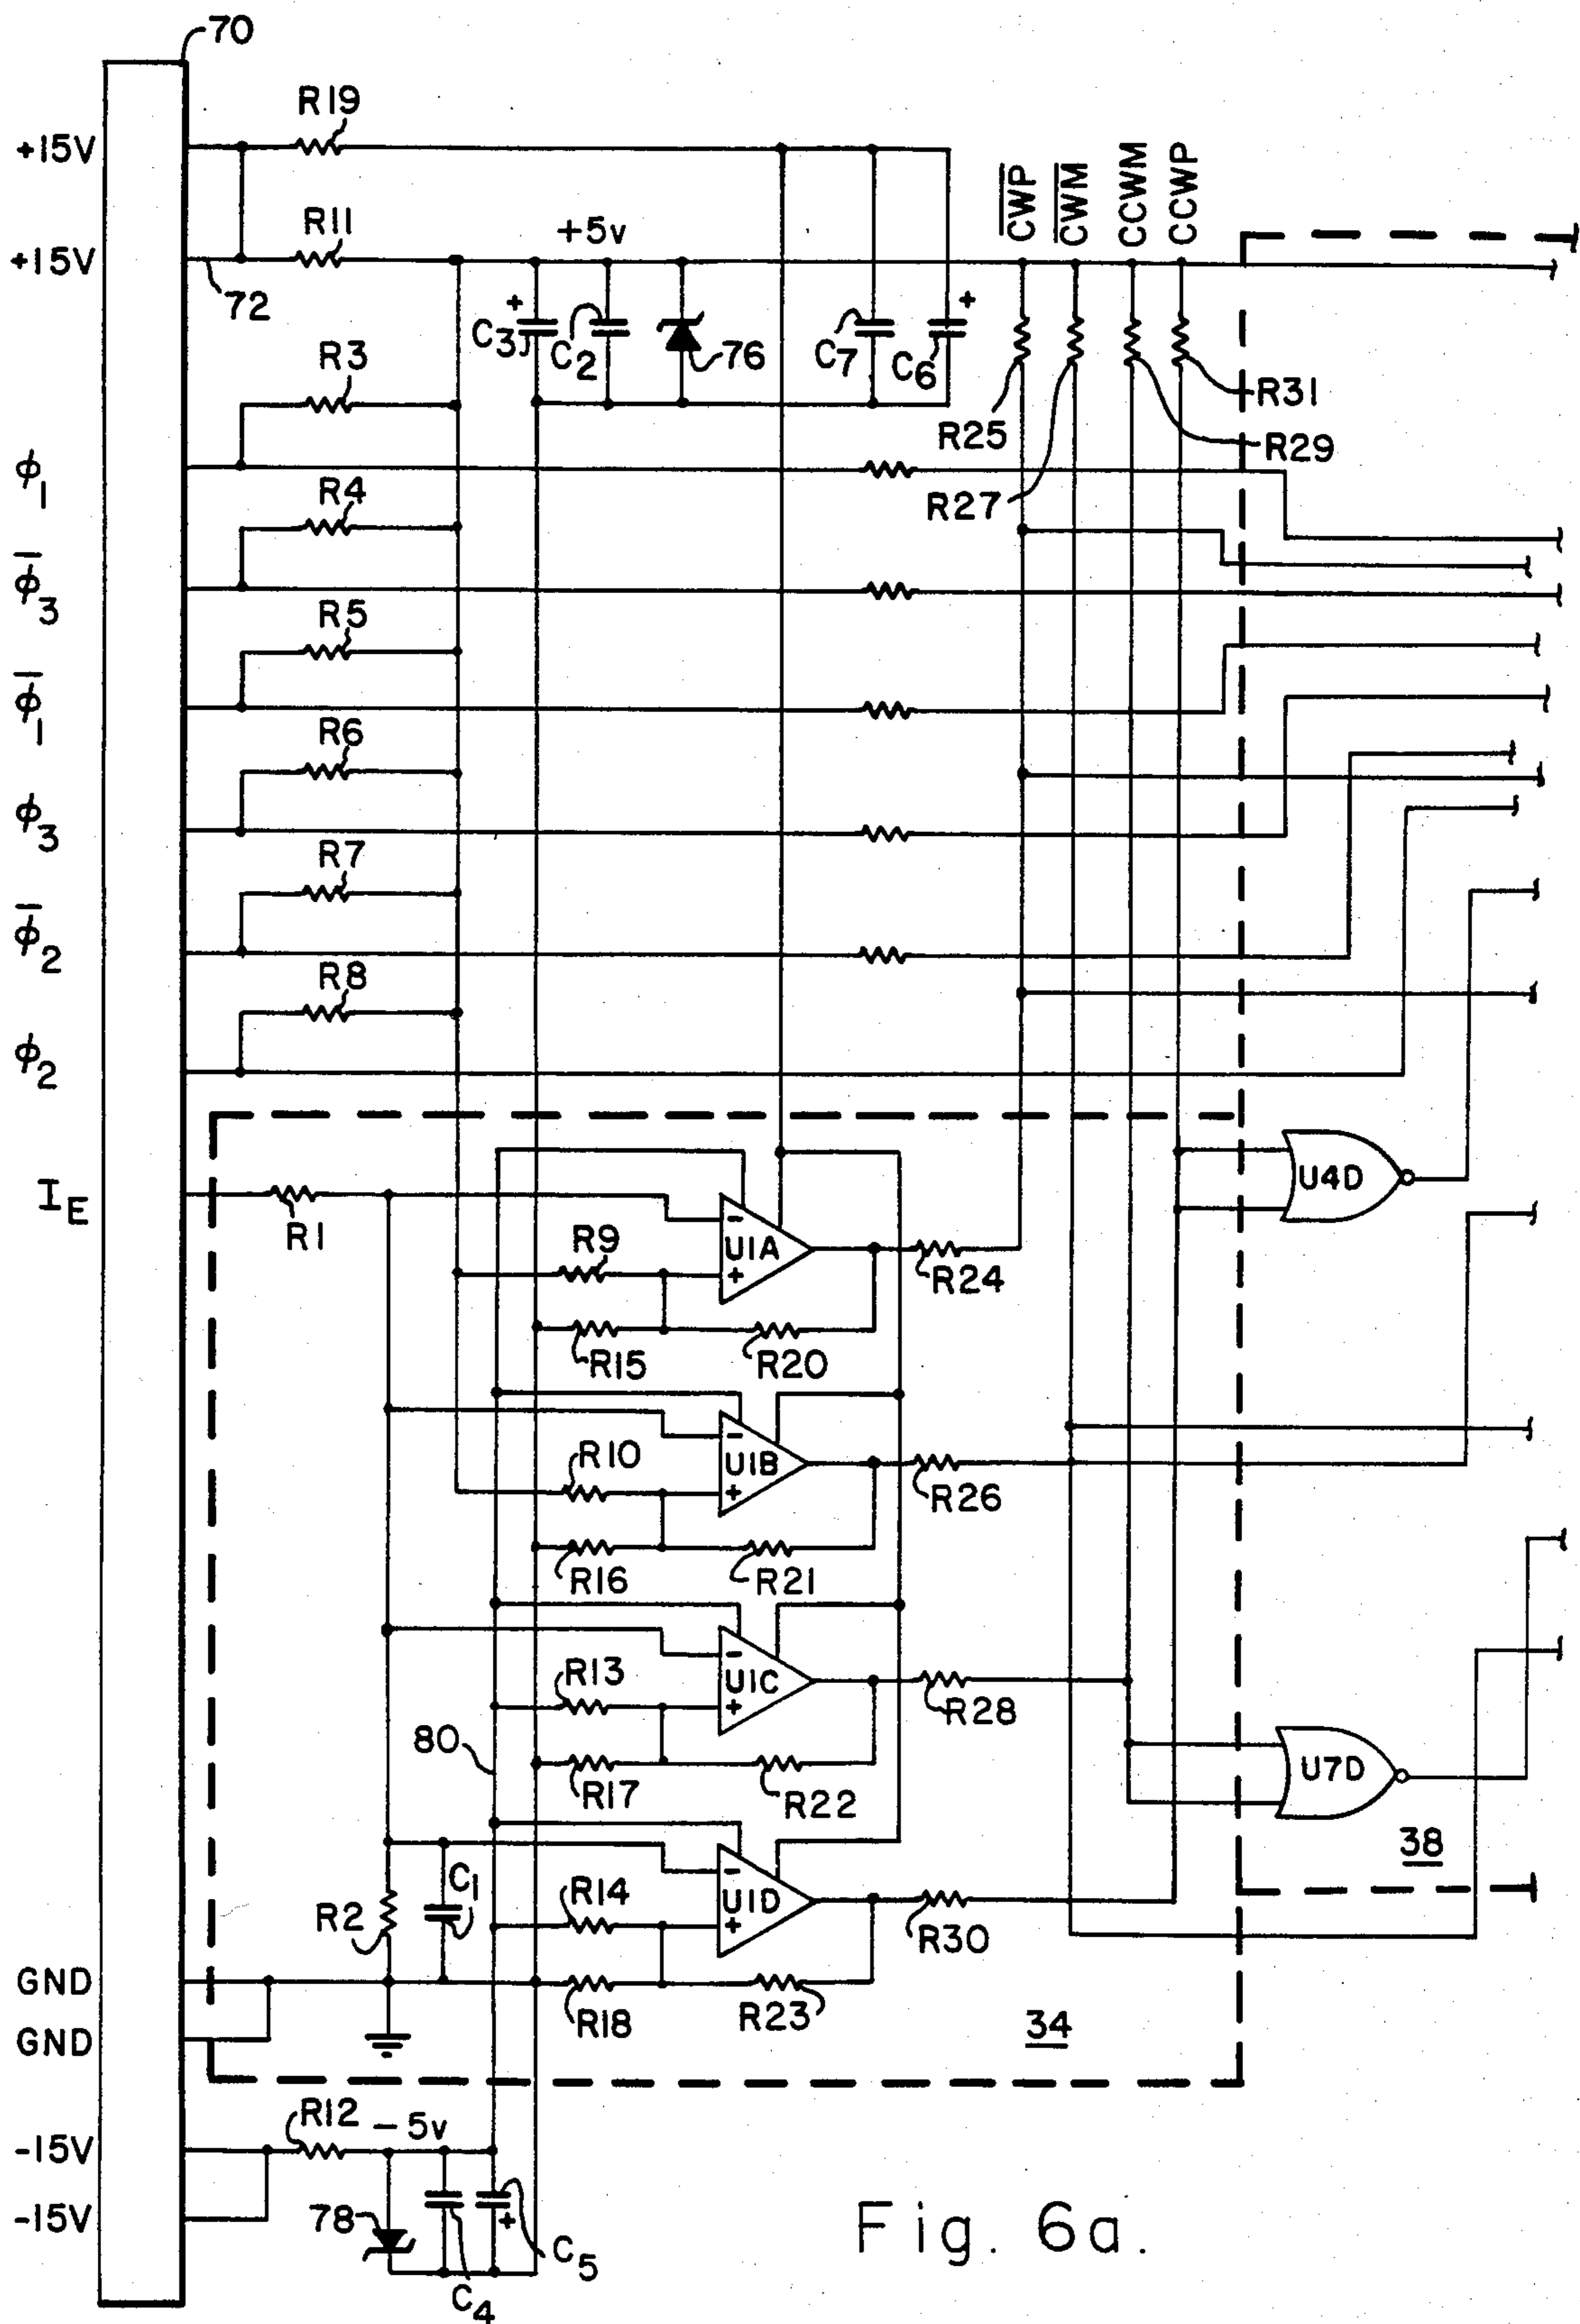 70
R19
+15V
R11
+5v
+15V
72
C̅W̅P̅
C̅W̅M̅
CCWM
CCWP
C3
C2
76
C7
C6
R3
R31
R25
R29
ϕ1
R27
R4
ϕ̅3
R5
ϕ̅1
R6
ϕ3
R7
ϕ̅2
R8
ϕ2
IE
R1
U4D
- U1A +
R9
R24
R15
R20
- U1B +
R10
R26
R16
R21
- U1C +
R13
R28
80
R17
R22
U7D
38
C1
- U1D +
R14
R2
R30
GND
R18
R23
34
GND
R12
-5v
-15V
-15V
78
C5
C4
Fig. 6a.